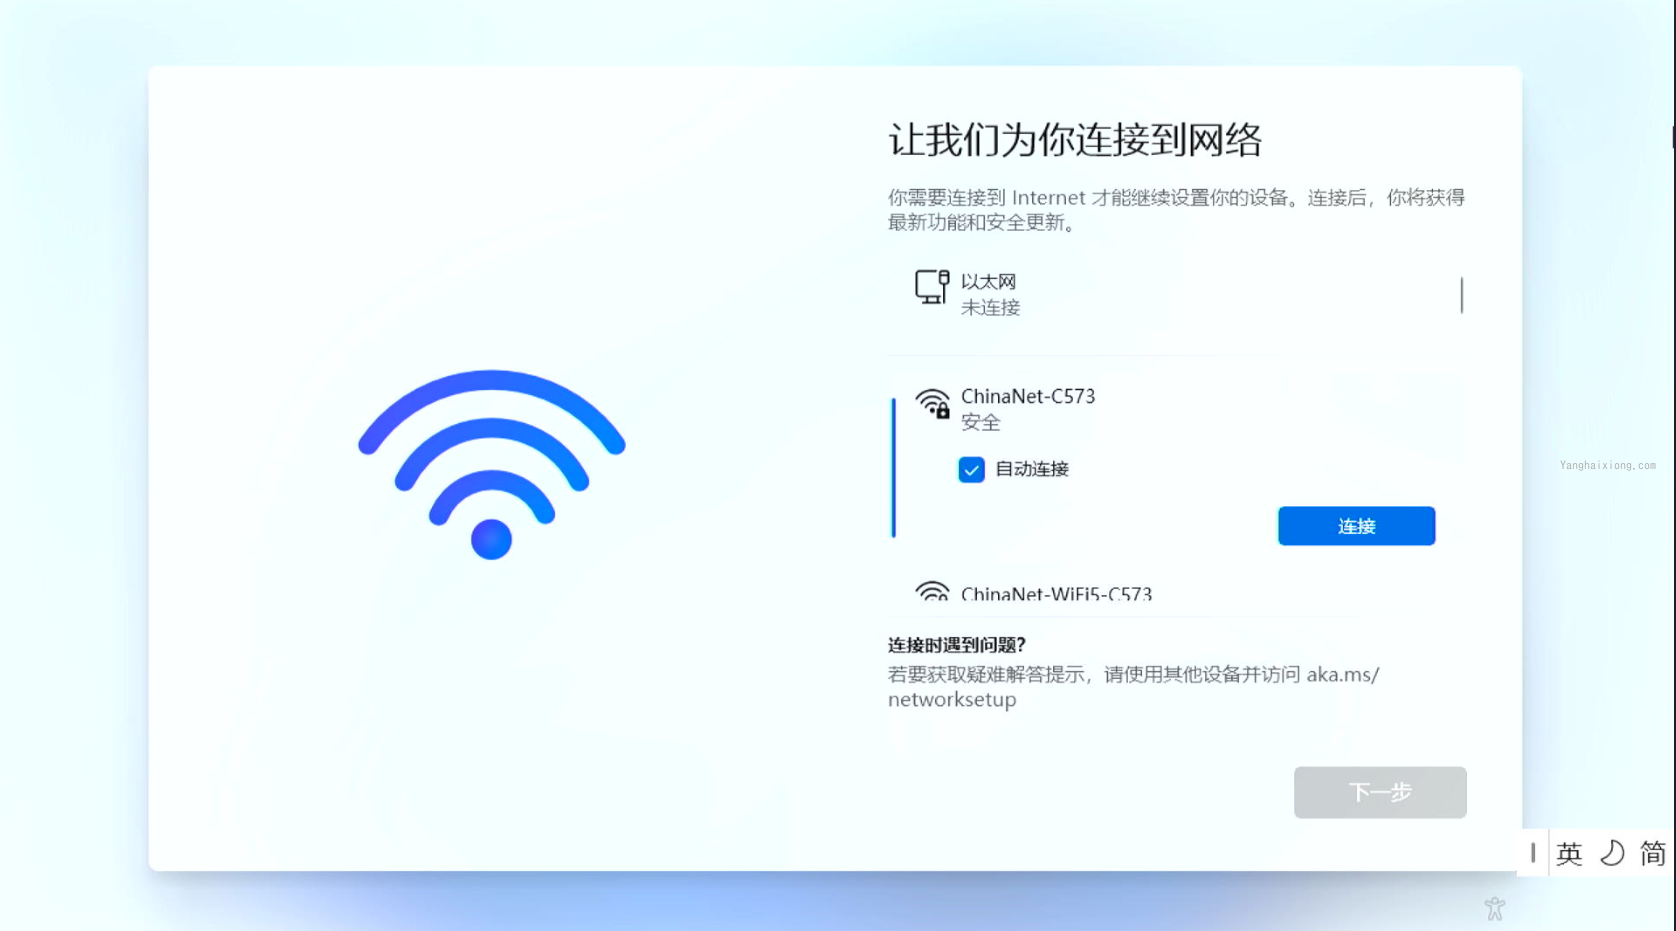 让我们为你连接到网络
你需要连接到 Internet 才能继续设置你的设备。连接后，你将获得
最新功能和安全更新。
以太网
未连接
ChinaNet-C573
安全
自动连接
连接
ChinaNet-WiFi5-C573
连接时遇到问题?
若要获取疑难解答提示，请使用其他设备并访问 aka.ms/
networksetup
下一步
Yanghaixiong.com
英 简